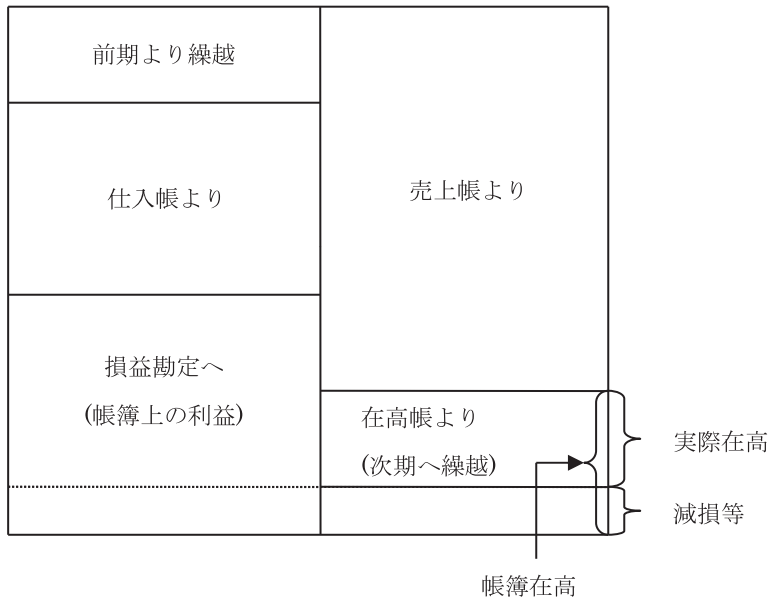 前期より繰越
仕入帳より
売上帳より
損益勘定へ
(帳簿上の利益)
在高帳より
(次期へ繰越)
実際在高
減損等
帳簿在高